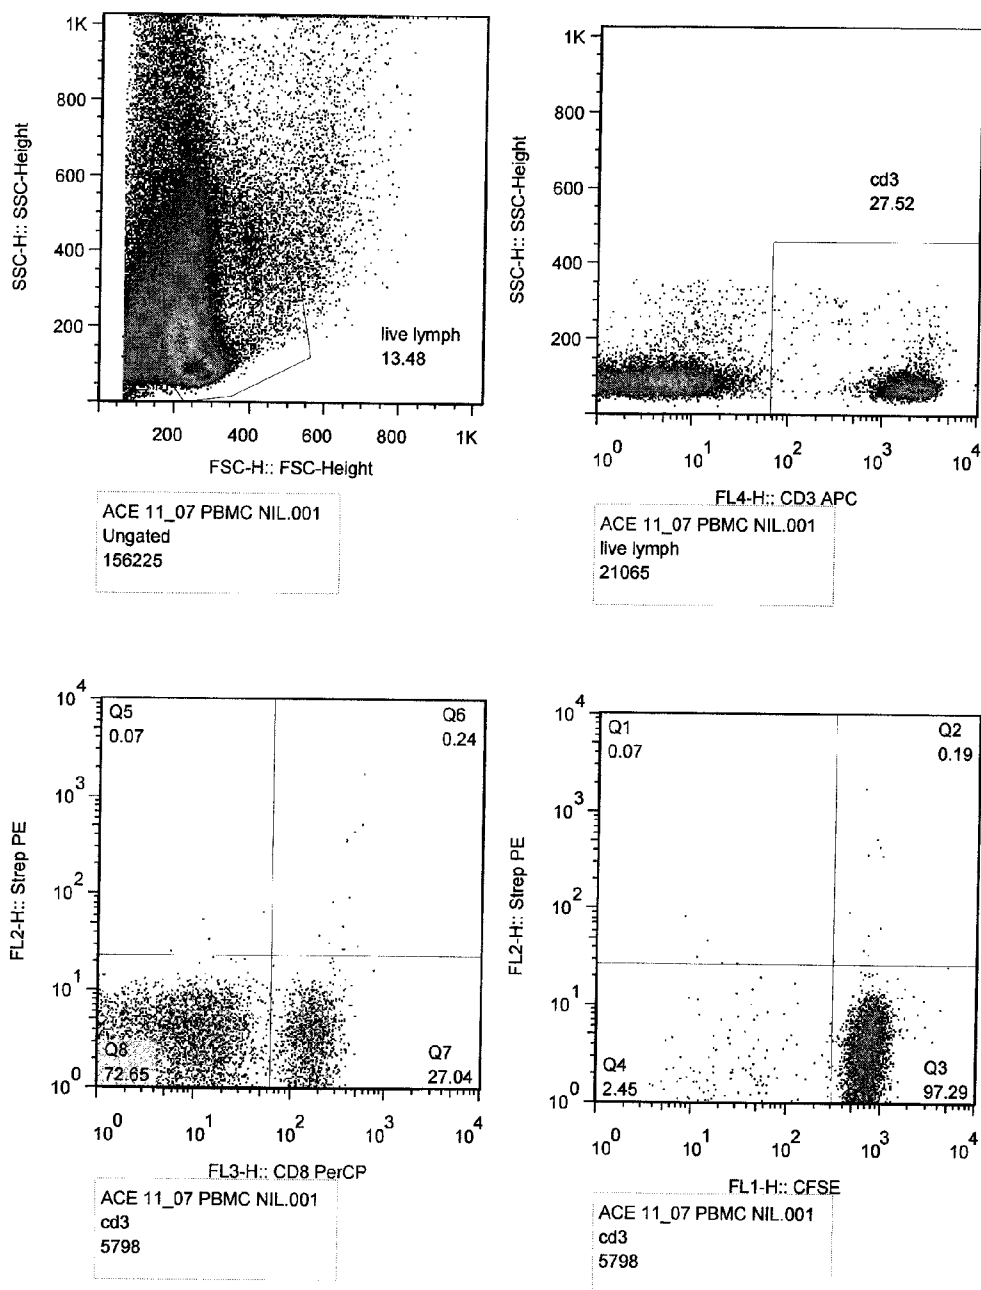 1K
800
600
400
200
SSC-H:: SSC-Height
live lymph
13.48
200 400 600 800 1K
FSC-H:: FSC-Height
ACE 11_07 PBMC NIL.001
Ungated
156225
1K
800
600
400
200
SSC-H:: SSC-Height
cd3
27.52
10^0 10^1 10^2 10^3 10^4
FL4-H:: CD3 APC
ACE 11_07 PBMC NIL.001
live lymph
21065
10^4
10^3
10^2
10^1
10^0
FL2-H:: Strep PE
Q5
0.07
Q6
0.24
Q8
72.65
Q7
27.04
10^0 10^1 10^2 10^3 10^4
FL3-H:: CD8 PerCP
ACE 11_07 PBMC NIL.001
cd3
5798
10^4
10^3
10^2
10^1
10^0
FL2-H:: Strep PE
Q1
0.07
Q2
0.19
Q4
2.45
Q3
97.29
10^0 10^1 10^2 10^3 10^4
FL1-H:: CFSE
ACE 11_07 PBMC NIL.001
cd3
5798